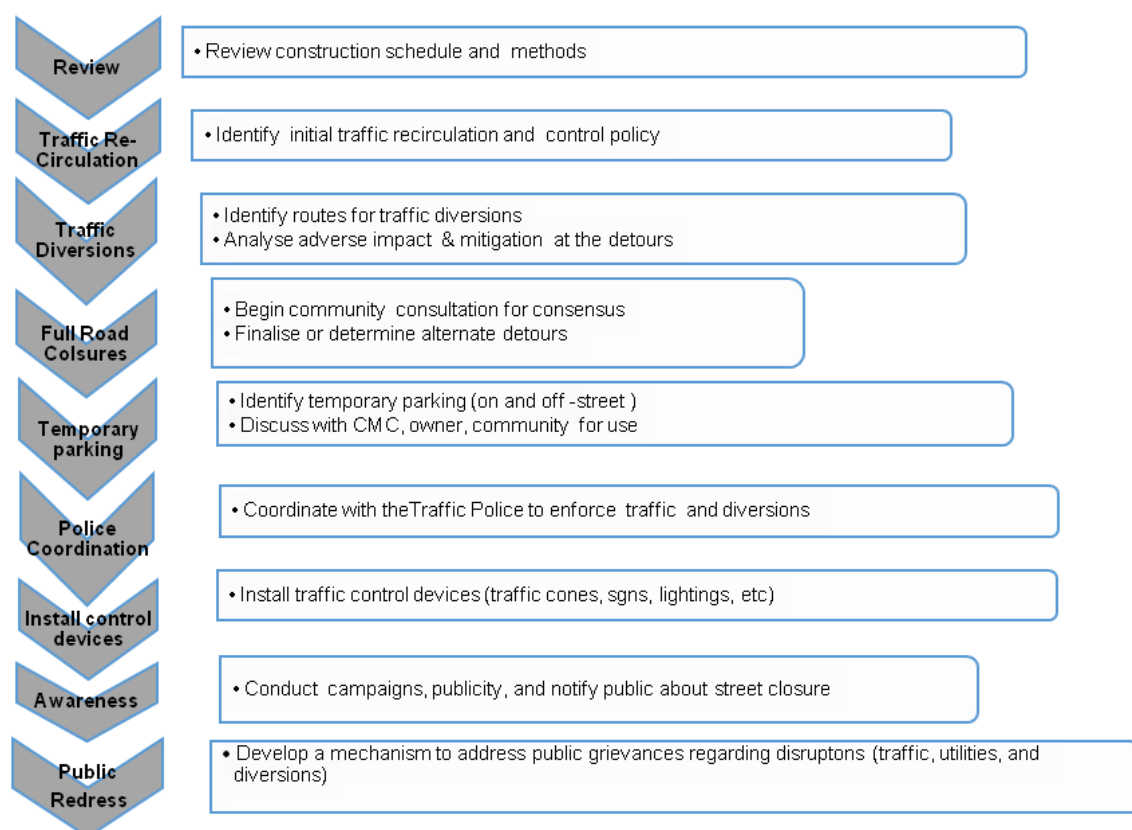 Review
• Review construction schedule and methods
Traffic Re-
Circulation
• Identify initial traffic recirculation and control policy
Traffic
Diversions
• Identify routes for traffic diversions
• Analyse adverse impact & mitigation at the detours
Full Road
Colsures
• Begin community consultation for consensus
• Finalise or determine alternate detours
Temporary
parking
• Identify temporary parking (on and off -street )
• Discuss with CMC, owner, community for use
Police
Coordination
• Coordinate with theTraffic Police to enforce traffic and diversions
Install control
devices
• Install traffic control devices (traffic cones, sgns, lightings, etc)
Awareness
• Conduct campaigns, publicity, and notify public about street closure
Public
Redress
• Develop a mechanism to address public grievances regarding disruptons (traffic, utilities, and
diversions)